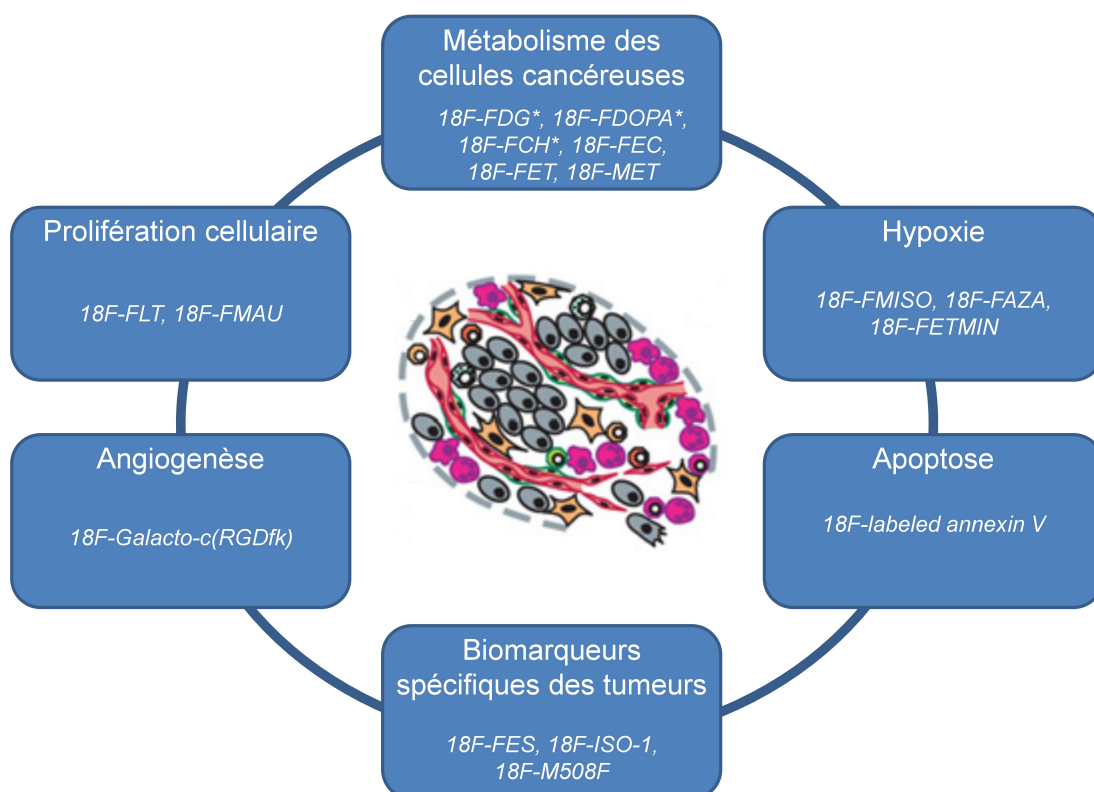 Métabolisme des
cellules cancéreuses
18F-FDG*, 18F-FDOPA*,
18F-FCH*, 18F-FEC,
18F-FET, 18F-MET
Prolifération cellulaire
18F-FLT, 18F-FMAU
Hypoxie
18F-FMISO, 18F-FAZA,
18F-FETMIN
Angiogenèse
18F-Galacto-c(RGDfk)
Apoptose
18F-labeled annexin V
Biomarqueurs
spécifiques des tumeurs
18F-FES, 18F-ISO-1,
18F-M508F